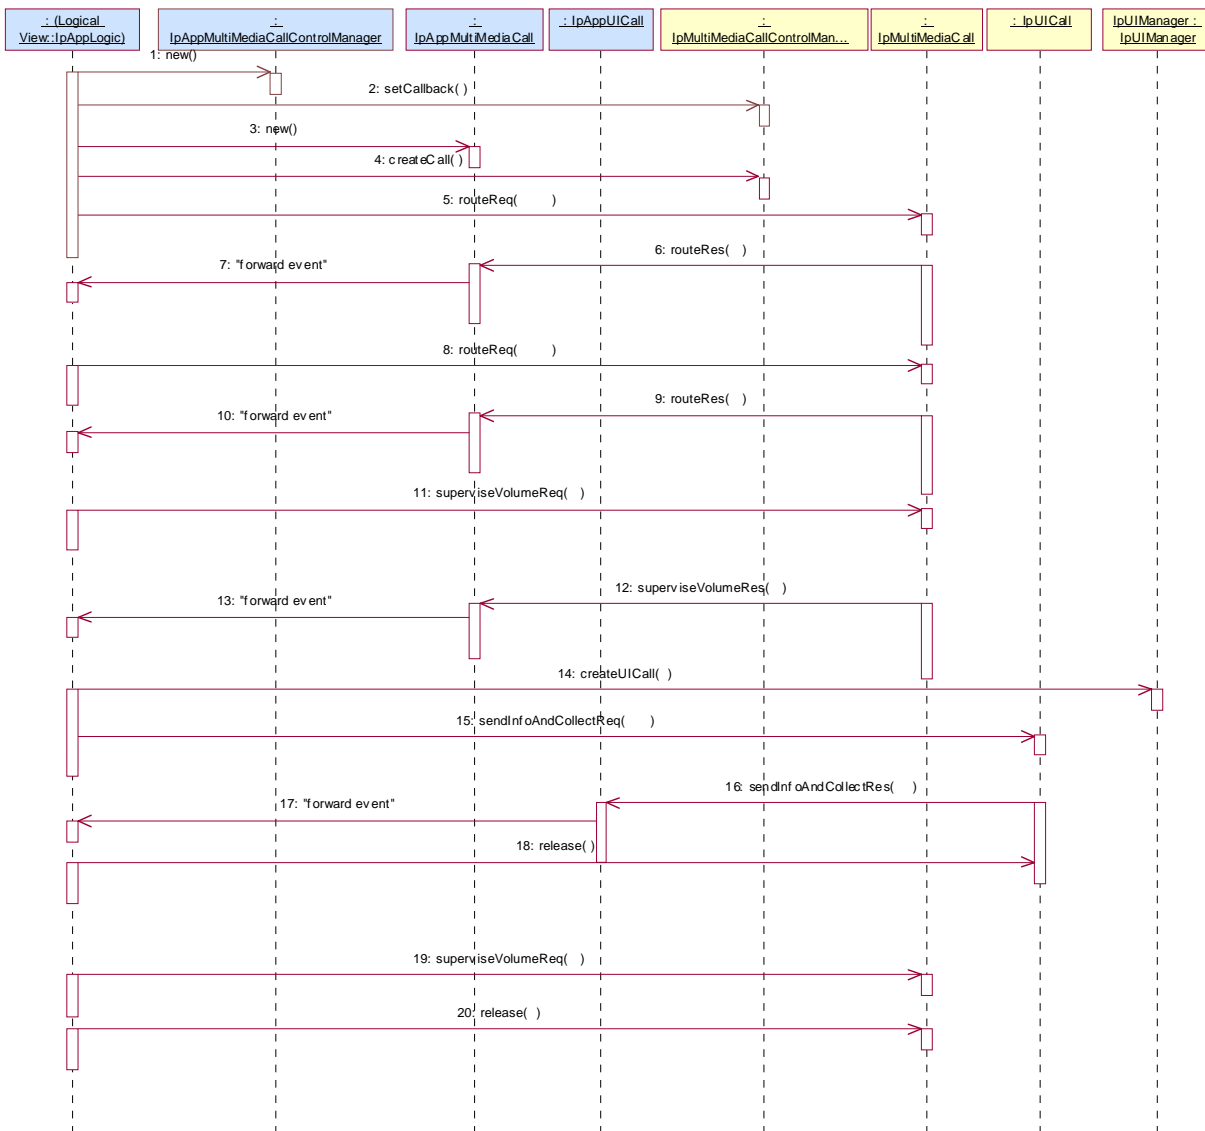 : (Logical
View::IpAppLogic)
:
IpAppMultiMediaCallControlManager
:
IpAppMultiMediaCall
: IpAppUICall
:
IpMultiMediaCallControlMan...
:
IpMultiMediaCall
: IpUICall
IpUIManager :
IpUIManager
1: new()
2: setCallback( )
3: new()
4: createCall( )
5: routeReq( )
6: routeRes( )
7: "forward event"
8: routeReq( )
9: routeRes( )
10: "forward event"
11: superviseVolumeReq( )
12: superviseVolumeRes( )
13: "forward event"
14: createUICall( )
15: sendInfoAndCollectReq( )
16: sendInfoAndCollectRes( )
17: "forward event"
18: release( )
19: superviseVolumeReq( )
20: release( )